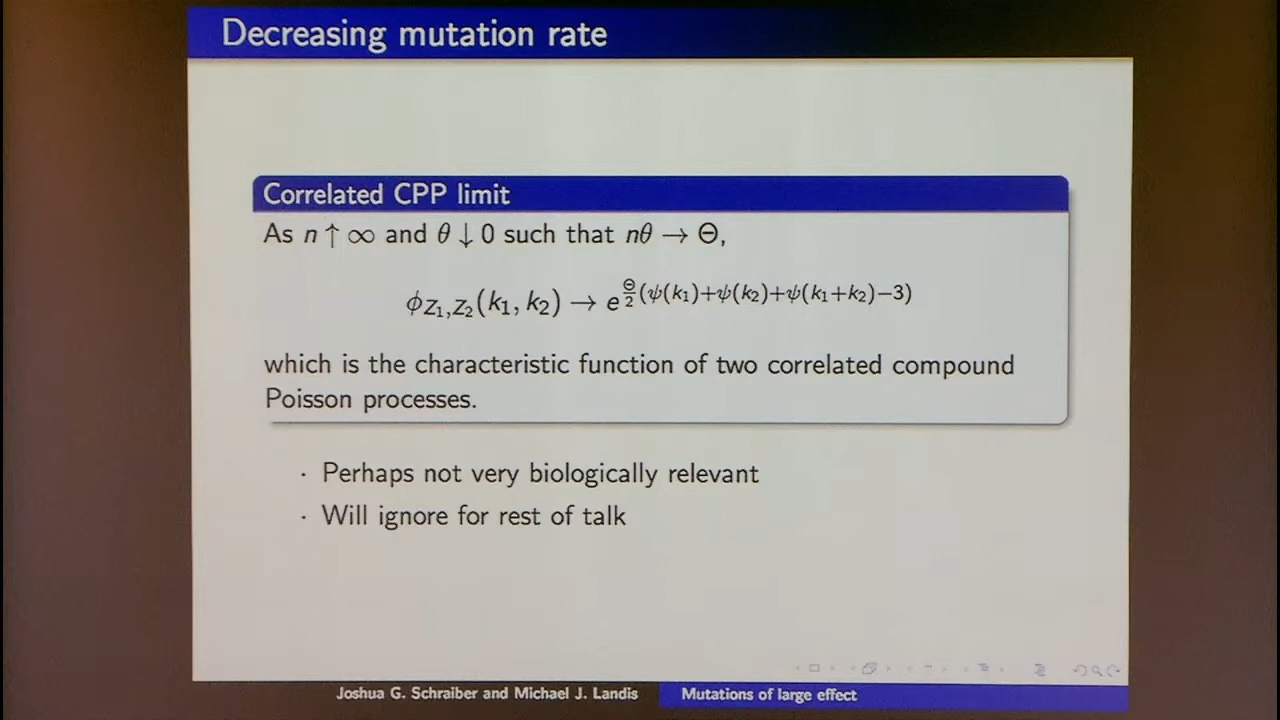 Decreasing mutation rate
Correlated CPP limit
As n ↑ ∞ and θ ↓ 0 such that nθ → Θ,
ϕ_{Z₁,Z₂}(k₁, k₂) → e^{\frac{Θ}{2}(ψ(k₁)+ψ(k₂)+ψ(k₁+k₂)−3)}
which is the characteristic function of two correlated compound
Poisson processes.
· Perhaps not very biologically relevant
· Will ignore for rest of talk
Joshua G. Schraiber and Michael J. Landis
Mutations of large effect